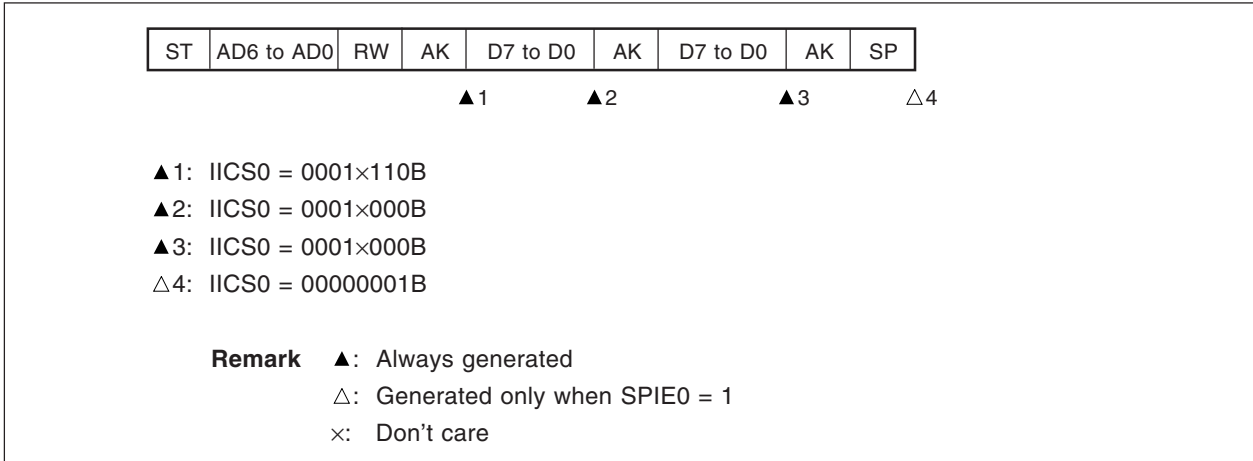 ST AD6 to AD0 RW AK D7 to D0 AK D7 to D0 AK SP
▲1 ▲2 ▲3 △4
▲1: IICS0 = 0001×110B
▲2: IICS0 = 0001×000B
▲3: IICS0 = 0001×000B
△4: IICS0 = 00000001B
Remark ▲: Always generated
△: Generated only when SPIE0 = 1
×: Don't care